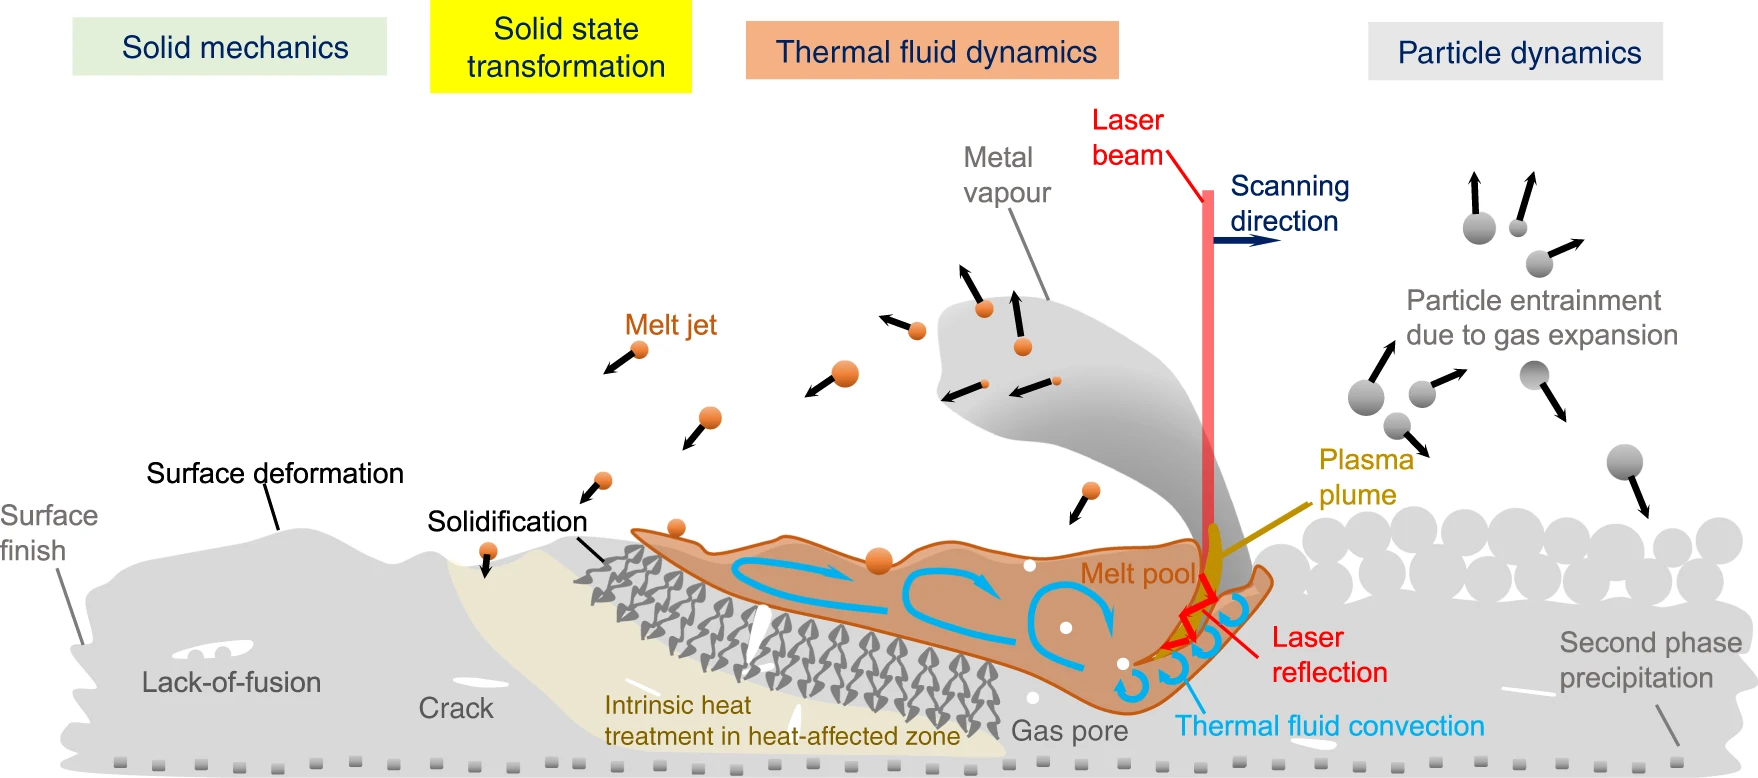 Solid mechanics
Solid state
transformation
Thermal fluid dynamics
Particle dynamics
Laser
beam
Metal
vapour
Scanning
direction
Melt jet
Particle entrainment
due to gas expansion
Surface deformation
Plasma
plume
Surface
finish
Solidification
Melt pool
Laser
reflection
Second phase
precipitation
Lack-of-fusion
Crack
Intrinsic heat
treatment in heat-affected zone
Gas pore
Thermal fluid convection